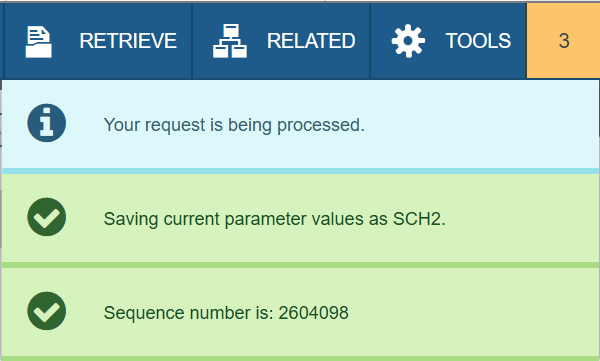 RETRIEVE RELATED TOOLS 3
Your request is being processed.
Saving current parameter values as SCH2.
Sequence number is: 2604098